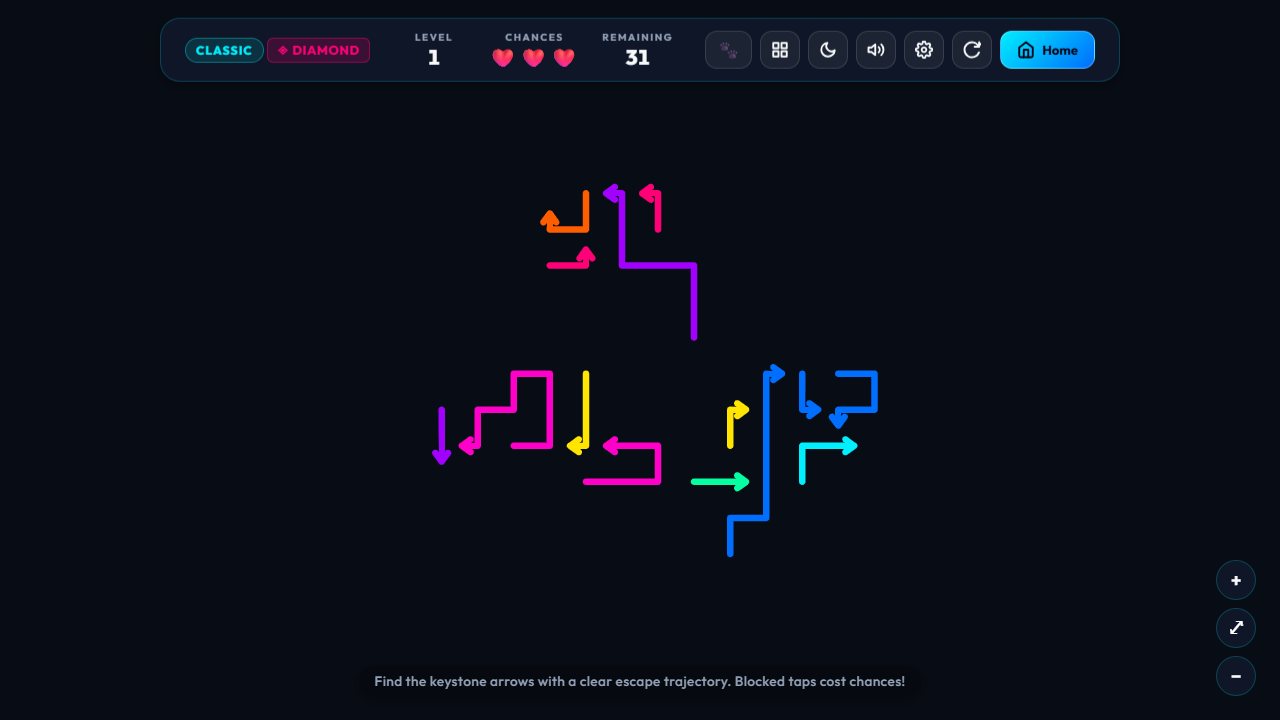 CLASSIC
DIAMOND
LEVEL
1
CHANCES
REMAINING
31
Home
Find the keystone arrows with a clear escape trajectory. Blocked taps cost chances!